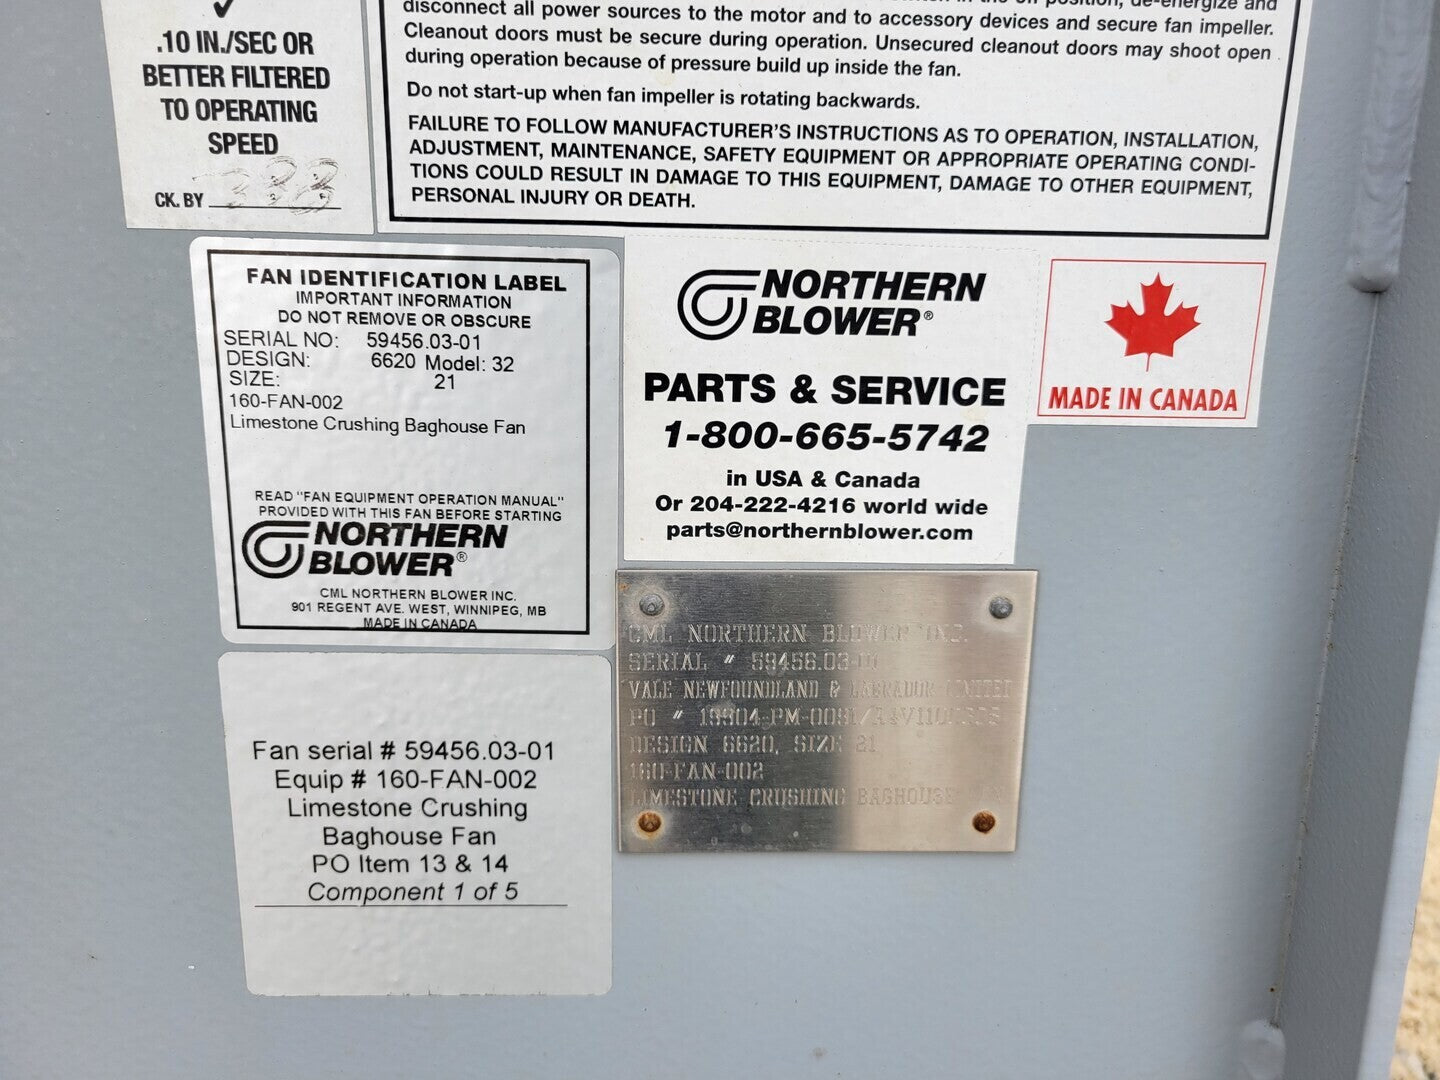 .10 IN./SEC OR
BETTER FILTERED
TO OPERATING
SPEED
CK. BY
disconnect all power sources to the motor and to accessory devices and secure fan impeller.
Cleanout doors must be secure during operation. Unsecured cleanout doors may shoot open
during operation because of pressure build up inside the fan.
Do not start-up when fan impeller is rotating backwards.
FAILURE TO FOLLOW MANUFACTURER'S INSTRUCTIONS AS TO OPERATION, INSTALLATION,
ADJUSTMENT, MAINTENANCE, SAFETY EQUIPMENT OR APPROPRIATE OPERATING CONDI-
TIONS COULD RESULT IN DAMAGE TO THIS EQUIPMENT, DAMAGE TO OTHER EQUIPMENT,
PERSONAL INJURY OR DEATH.
FAN IDENTIFICATION LABEL
IMPORTANT INFORMATION
DO NOT REMOVE OR OBSCURE
SERIAL NO: 59456.03-01
DESIGN: 6620 Model: 32
SIZE: 21
160-FAN-002
Limestone Crushing Baghouse Fan
READ "FAN EQUIPMENT OPERATION MANUAL"
PROVIDED WITH THIS FAN BEFORE STARTING
NORTHERN
BLOWER®
CML NORTHERN BLOWER INC.
901 REGENT AVE. WEST, WINNIPEG, MB
MADE IN CANADA
NORTHERN
BLOWER®
PARTS & SERVICE
1-800-665-5742
in USA & Canada
Or 204-222-4216 world wide
parts@northernblower.com
MADE IN CANADA
Fan serial # 59456.03-01
Equip # 160-FAN-002
Limestone Crushing
Baghouse Fan
PO Item 13 & 14
Component 1 of 5
CML NORTHERN BLOWER INC.
SERIAL # 59456.03-01
VALE NEWFOUNDLAND & LABRADOR LIMITED
PO #
DESIGN 6620, SIZE 21
160-FAN-002
LIMESTONE CRUSHING BAGHOUSE FAN